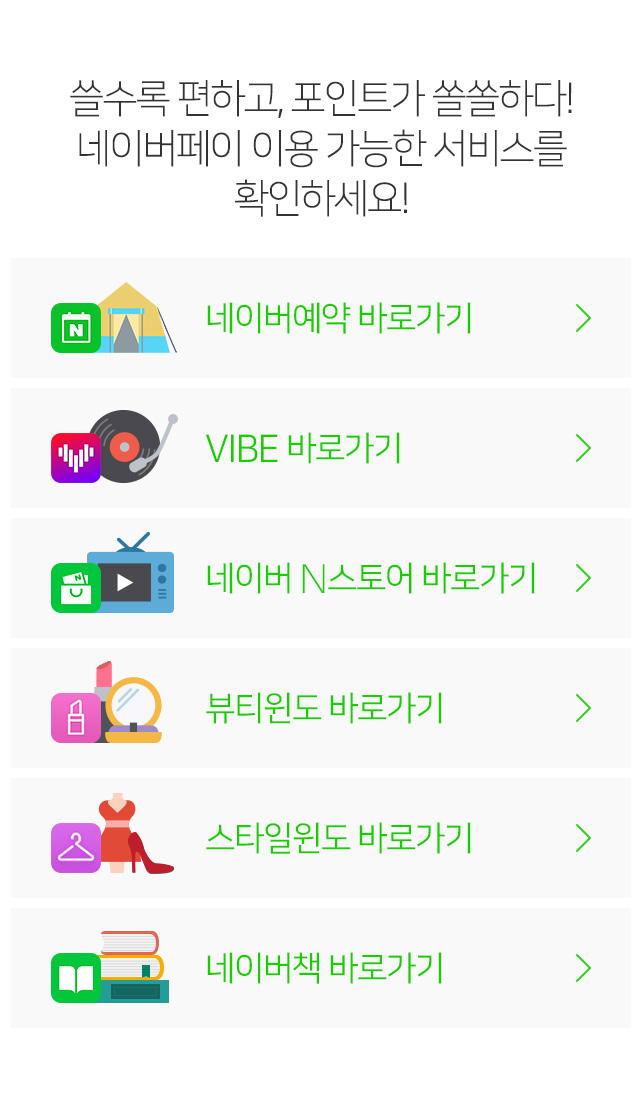 쓸수록 편하고, 포인트가 쏠쏠하다!
네이버페이 이용 가능한 서비스를
확인하세요!
N
네이버예약 바로가기
VIBE 바로가기
N
네이버 N스토어 바로가기
뷰티윈도 바로가기
스타일윈도 바로가기
네이버책 바로가기